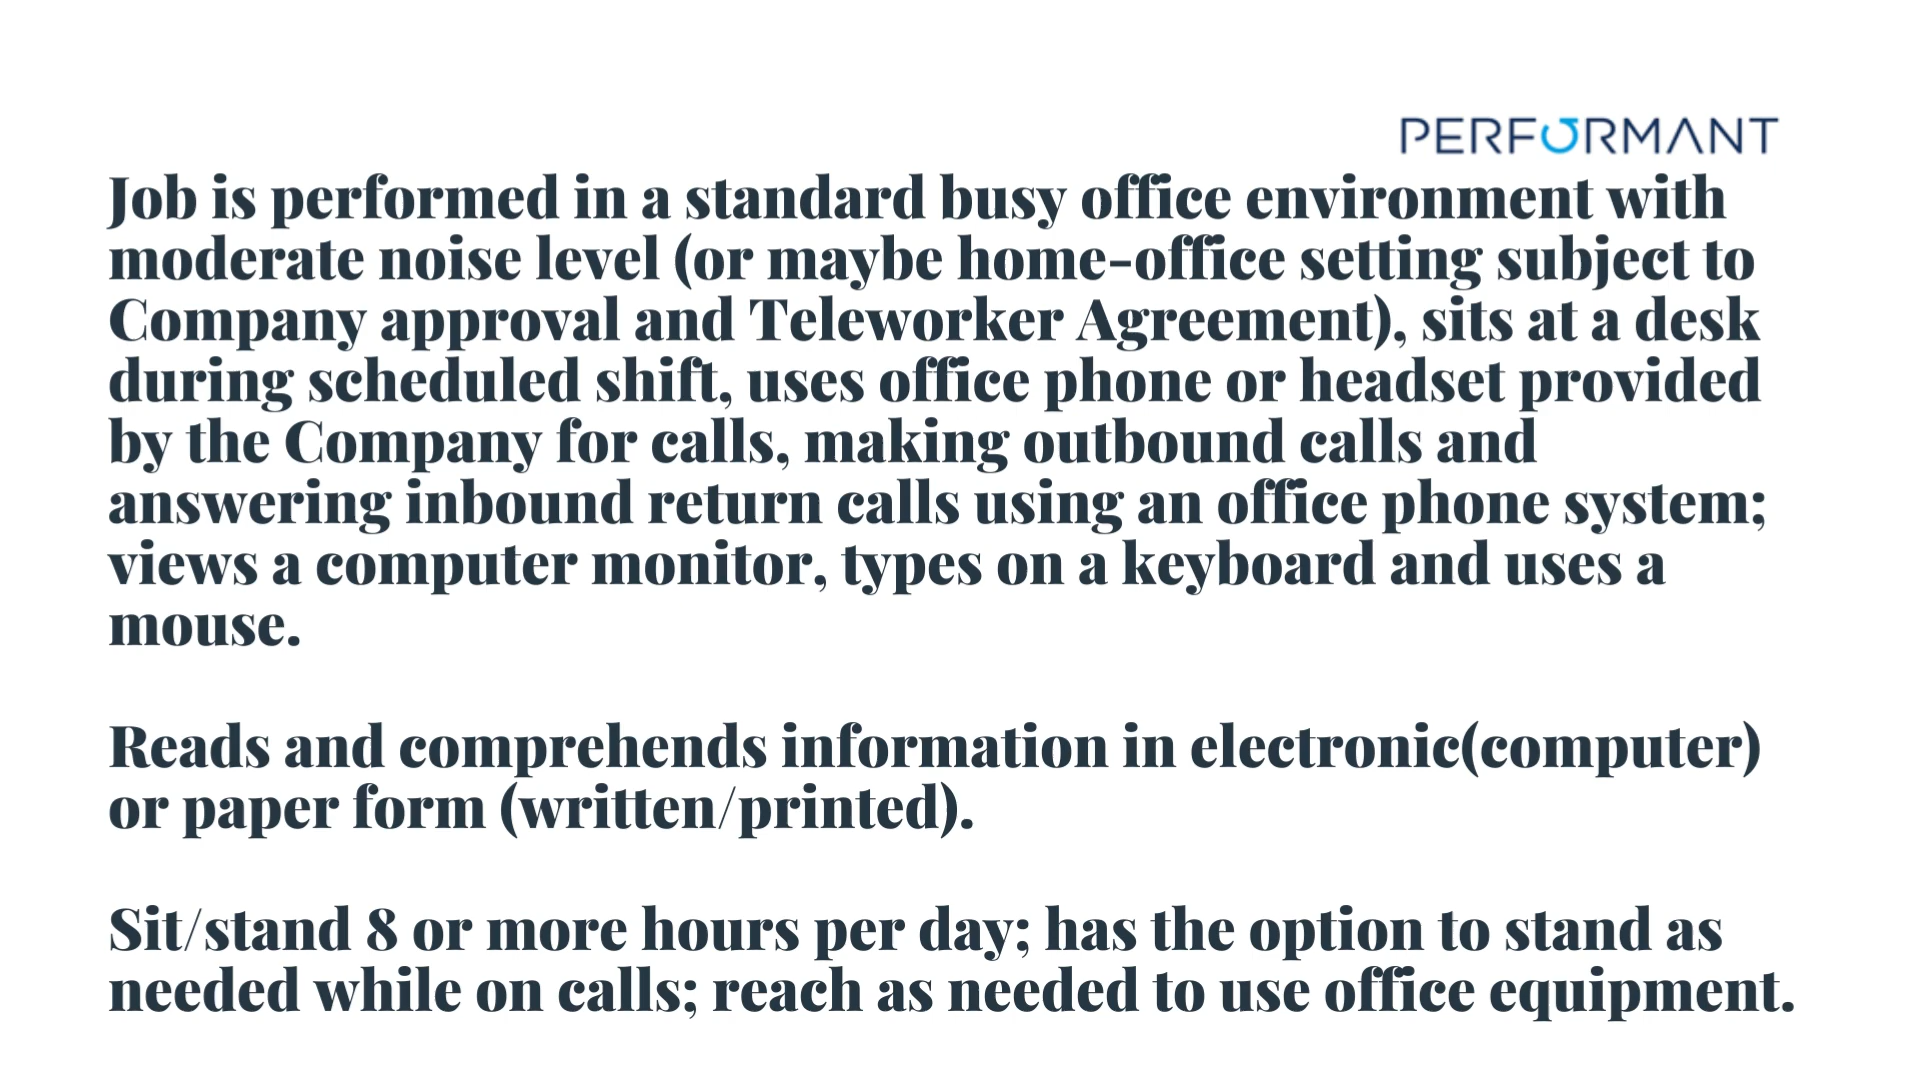 PERFORMANT
Job is performed in a standard busy office environment with
moderate noise level (or maybe home-office setting subject to
Company approval and Teleworker Agreement), sits at a desk
during scheduled shift, uses office phone or headset provided
by the Company for calls, making outbound calls and
answering inbound return calls using an office phone system;
views a computer monitor, types on a keyboard and uses a
mouse.
Reads and comprehends information in electronic(computer)
or paper form (written/printed).
Sit/stand 8 or more hours per day; has the option to stand as
needed while on calls; reach as needed to use office equipment.